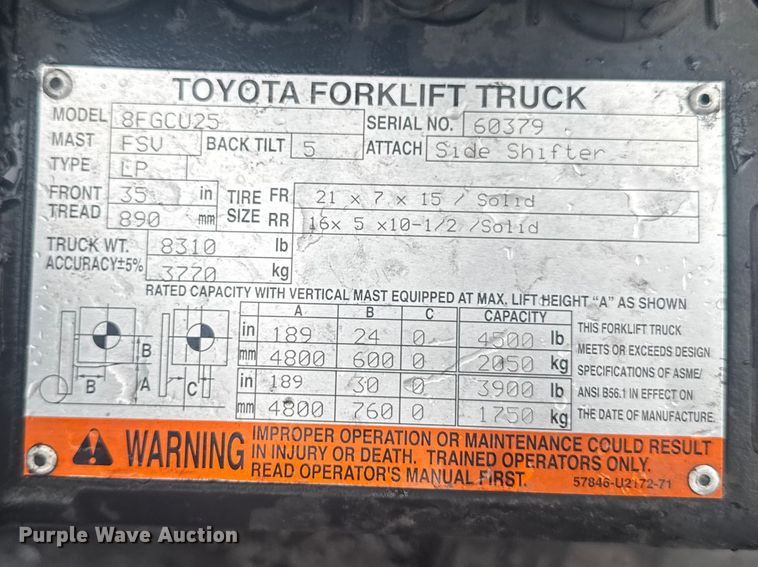 TOYOTA FORKLIFT TRUCK
MODEL 8FGCU25 SERIAL NO. 60379
MAST FSV BACK TILT 5 ATTACH Side Shifter
TYPE LP
FRONT TREAD 35 in TIRE SIZE FR 21 x 7 x 15 / Solid
890 mm RR 16x 5 x10-1/2 /Solid
TRUCK WT. 8310 lb
ACCURACY±5% 3770 kg
RATED CAPACITY WITH VERTICAL MAST EQUIPPED AT MAX. LIFT HEIGHT "A" AS SHOWN
A B C CAPACITY
in 189 24 0 4500 lb
mm 4800 600 0 2050 kg
in 189 30 0 3900 lb
mm 4800 760 0 1750 kg
B
B A C
THIS FORKLIFT TRUCK
MEETS OR EXCEEDS DESIGN
SPECIFICATIONS OF ASME/
ANSI B56.1 IN EFFECT ON
THE DATE OF MANUFACTURE.
WARNING
IMPROPER OPERATION OR MAINTENANCE COULD RESULT
IN INJURY OR DEATH. TRAINED OPERATORS ONLY.
READ OPERATOR'S MANUAL FIRST.
57846-U2172-71
Purple Wave Auction